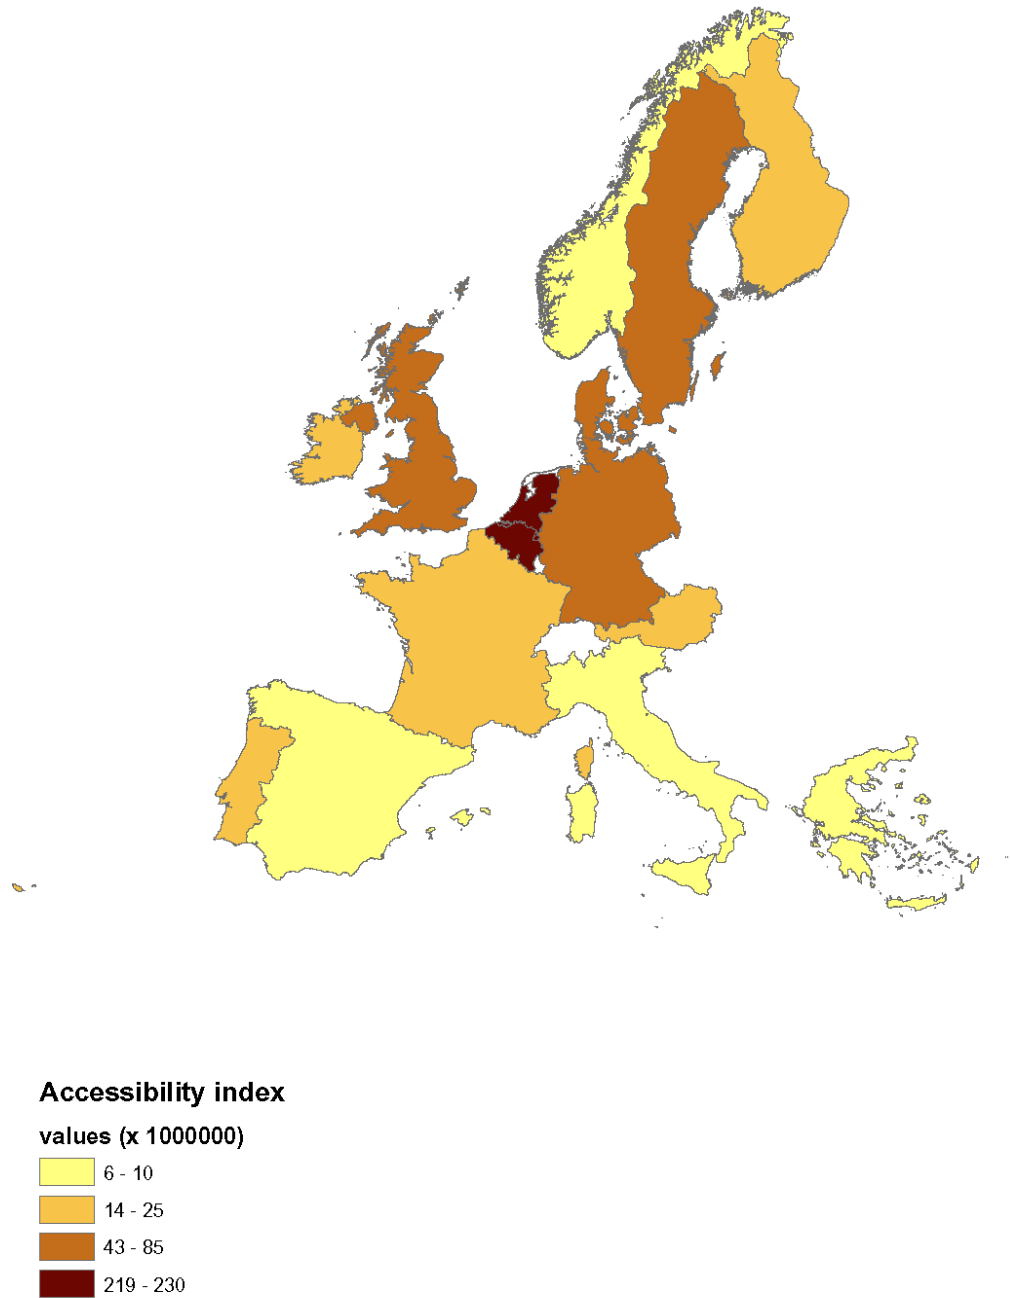 Accessibility index
values (x 1000000)
6 - 10
14 - 25
43 - 85
219 - 230